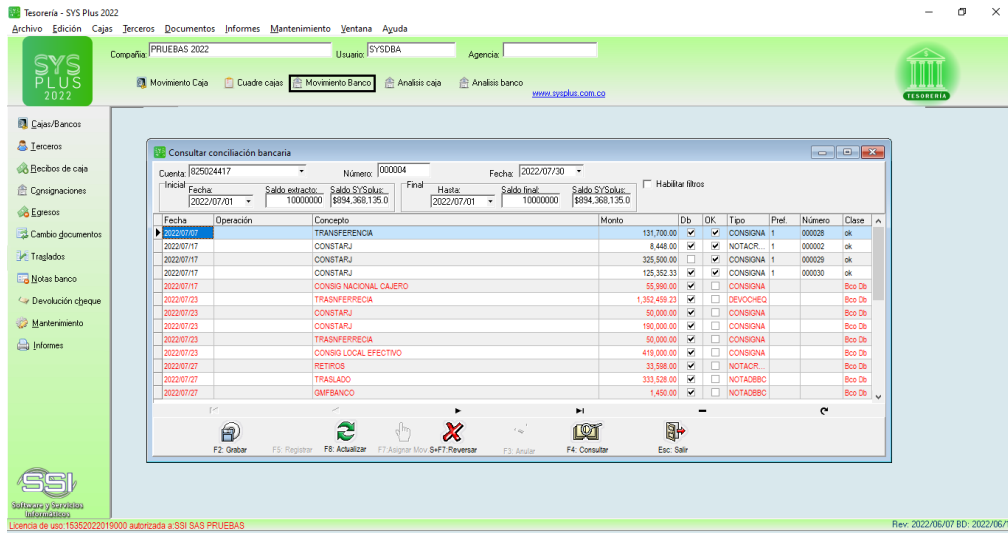 Tesorería - SYS Plus 2022
Archivo Edición Cajas Terceros Documentos Informes Mantenimiento Ventana Ayuda
SYS PLUS 2022
Compañia: PRUEBAS 2022 Usuario: SYSDBA Agencia:
Movimiento Caja Cuadre cajas Movimiento Banco Analisis caja Analisis banco
www.sysplus.com.co
TESORERÍA
Cajas/Bancos
Terceros
Recibos de caja
Consignaciones
Egresos
Cambio documentos
Traslados
Notas banco
Devolución cheque
Mantenimiento
Informes
Consultar conciliación bancaria
Cuenta: 825024417 Número: 000004 Fecha: 2022/07/30
Inicial Fecha: Saldo extracto: Saldo SYSplus: Final Hasta: Saldo final: Saldo SYSplus: Habilitar filtros
2022/07/01 10000000 $894,368,135.0 2022/07/01 10000000 $894,368,135.0
Fecha Operación Concepto Monto Db OK Tipo Pref. Número Clase
2022/07/07 TRANSFERENCIA 131,700.00 CONSIGNA 1 000028 ok
2022/07/17 CONSTARJ 8,448.00 NOTACR... 1 000002 ok
2022/07/17 CONSTARJ 325,500.00 CONSIGNA 1 000029 ok
2022/07/17 CONSTARJ 125,352.33 CONSIGNA 1 000030 ok
2022/07/17 CONSIG NACIONAL CAJERO 55,990.00 CONSIGNA Bco Db
2022/07/23 TRASNFERRECIA 1,352,459.23 DEVOCHEQ Bco Db
2022/07/23 CONSTARJ 50,000.00 CONSIGNA Bco Db
2022/07/23 CONSTARJ 190,000.00 CONSIGNA Bco Db
2022/07/23 TRASNFERRECIA 50,000.00 CONSIGNA Bco Db
2022/07/23 CONSIG LOCAL EFECTIVO 419,000.00 CONSIGNA Bco Db
2022/07/27 RETIROS 33,598.00 NOTACR... Bco Db
2022/07/27 TRASLADO 333,528.00 NOTADBBC Bco Db
2022/07/27 GMFBANCO 1,450.00 NOTADBBC Bco Db
F2: Grabar F5: Registrar F8: Actualizar F7:Asignar Mov S+F7:Reversar F3: Anular F4: Consultar Esc: Salir
SSI
Software y Servicios
Informáticos
Licencia de uso:15352022019000 autorizada a:SSI SAS PRUEBAS Rev: 2022/06/07 BD: 2022/06/